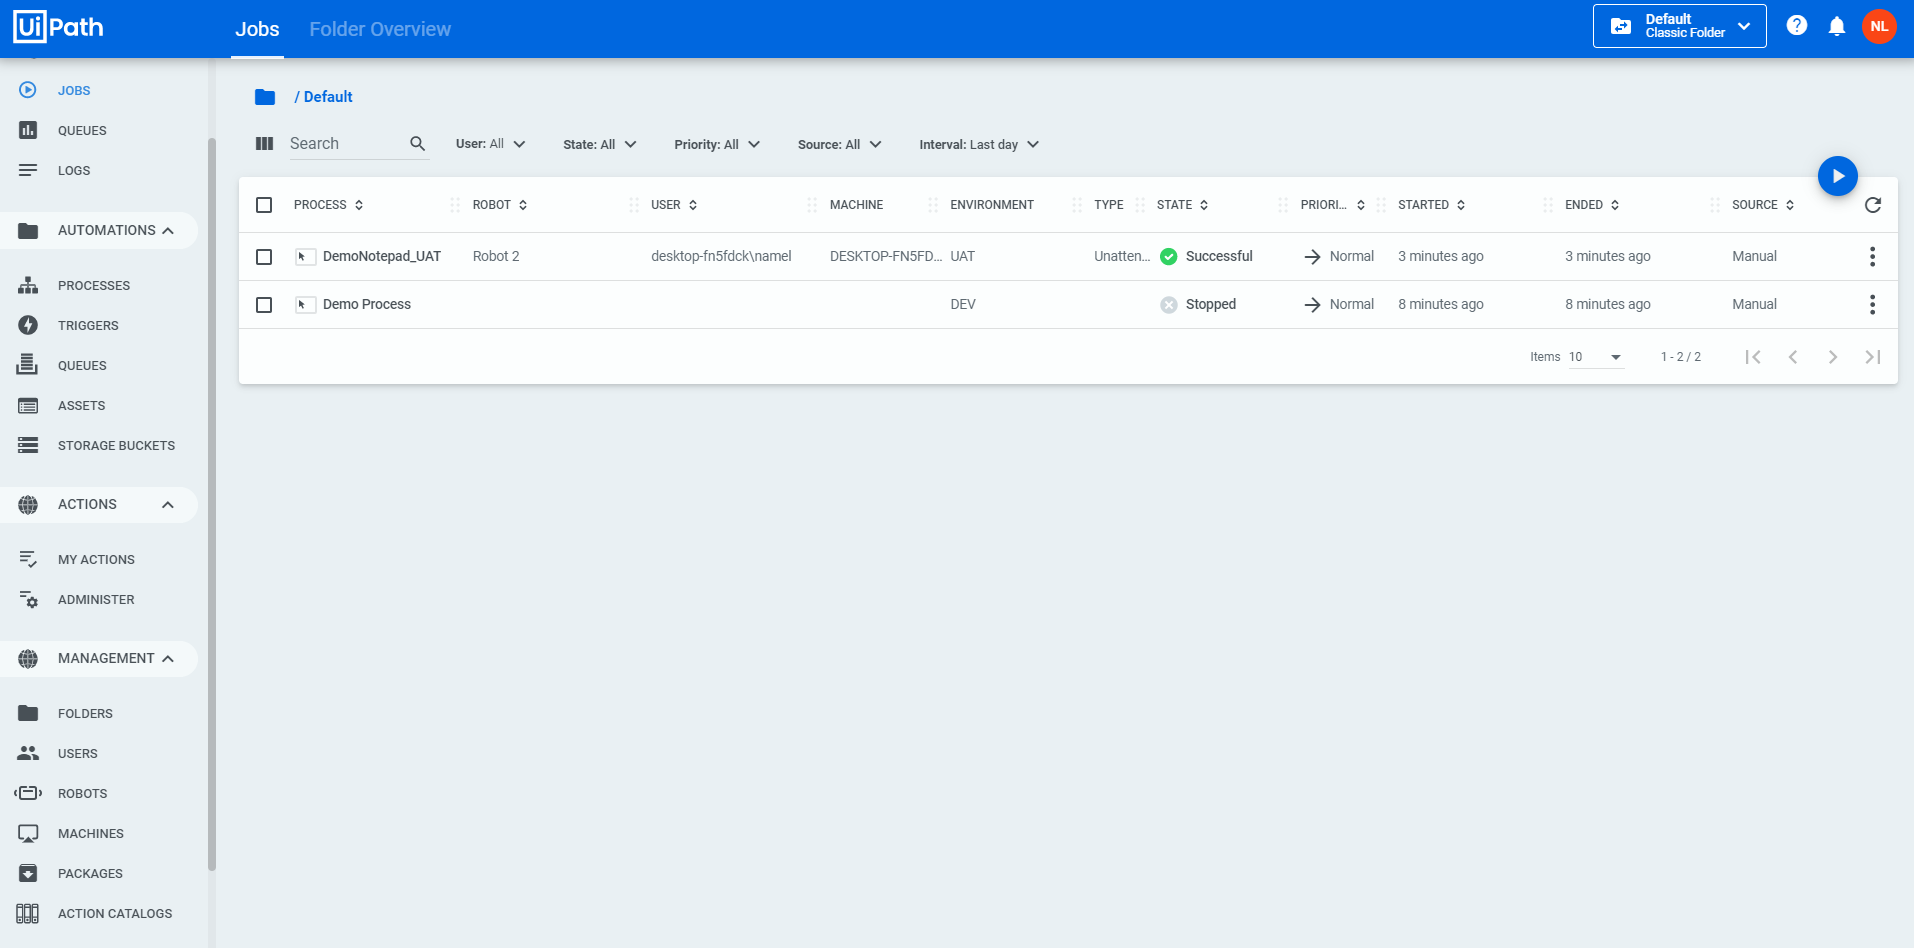 UiPath
Jobs Folder Overview
Default
Classic Folder
NL
JOBS
QUEUES
LOGS
AUTOMATIONS
PROCESSES
TRIGGERS
QUEUES
ASSETS
STORAGE BUCKETS
ACTIONS
MY ACTIONS
ADMINISTER
MANAGEMENT
FOLDERS
USERS
ROBOTS
MACHINES
PACKAGES
ACTION CATALOGS
/ Default
Search User: All State: All Priority: All Source: All Interval: Last day
PROCESS ROBOT USER MACHINE ENVIRONMENT TYPE STATE PRIORI... STARTED ENDED SOURCE
DemoNotepad_UAT Robot 2 desktop-fn5fdck\namel DESKTOP-FN5FD... UAT Unatten... Successful Normal 3 minutes ago 3 minutes ago Manual
Demo Process DEV Stopped Normal 8 minutes ago 8 minutes ago Manual
Items 10 1 - 2 / 2